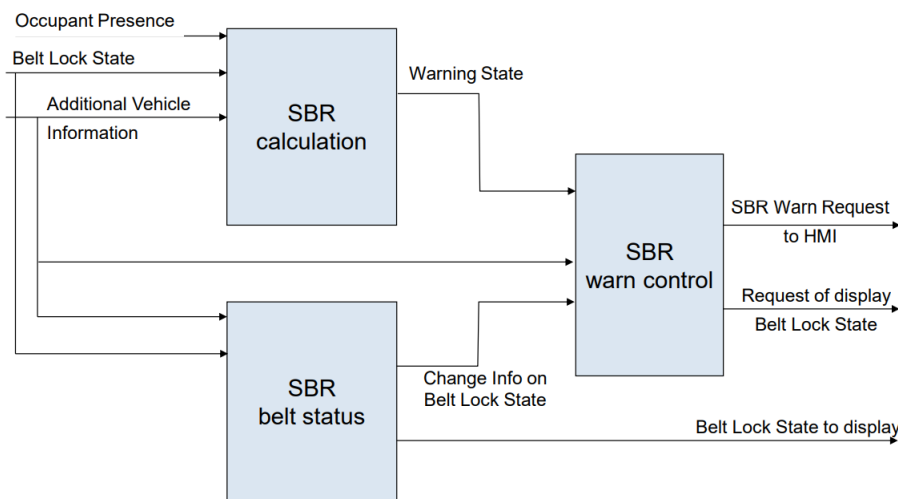 Occupant Presence
Belt Lock State
Additional Vehicle
Information
SBR
calculation
Warning State
SBR
warn control
SBR Warn Request
to HMI
Request of display
Belt Lock State
SBR
belt status
Change Info on
Belt Lock State
Belt Lock State to display